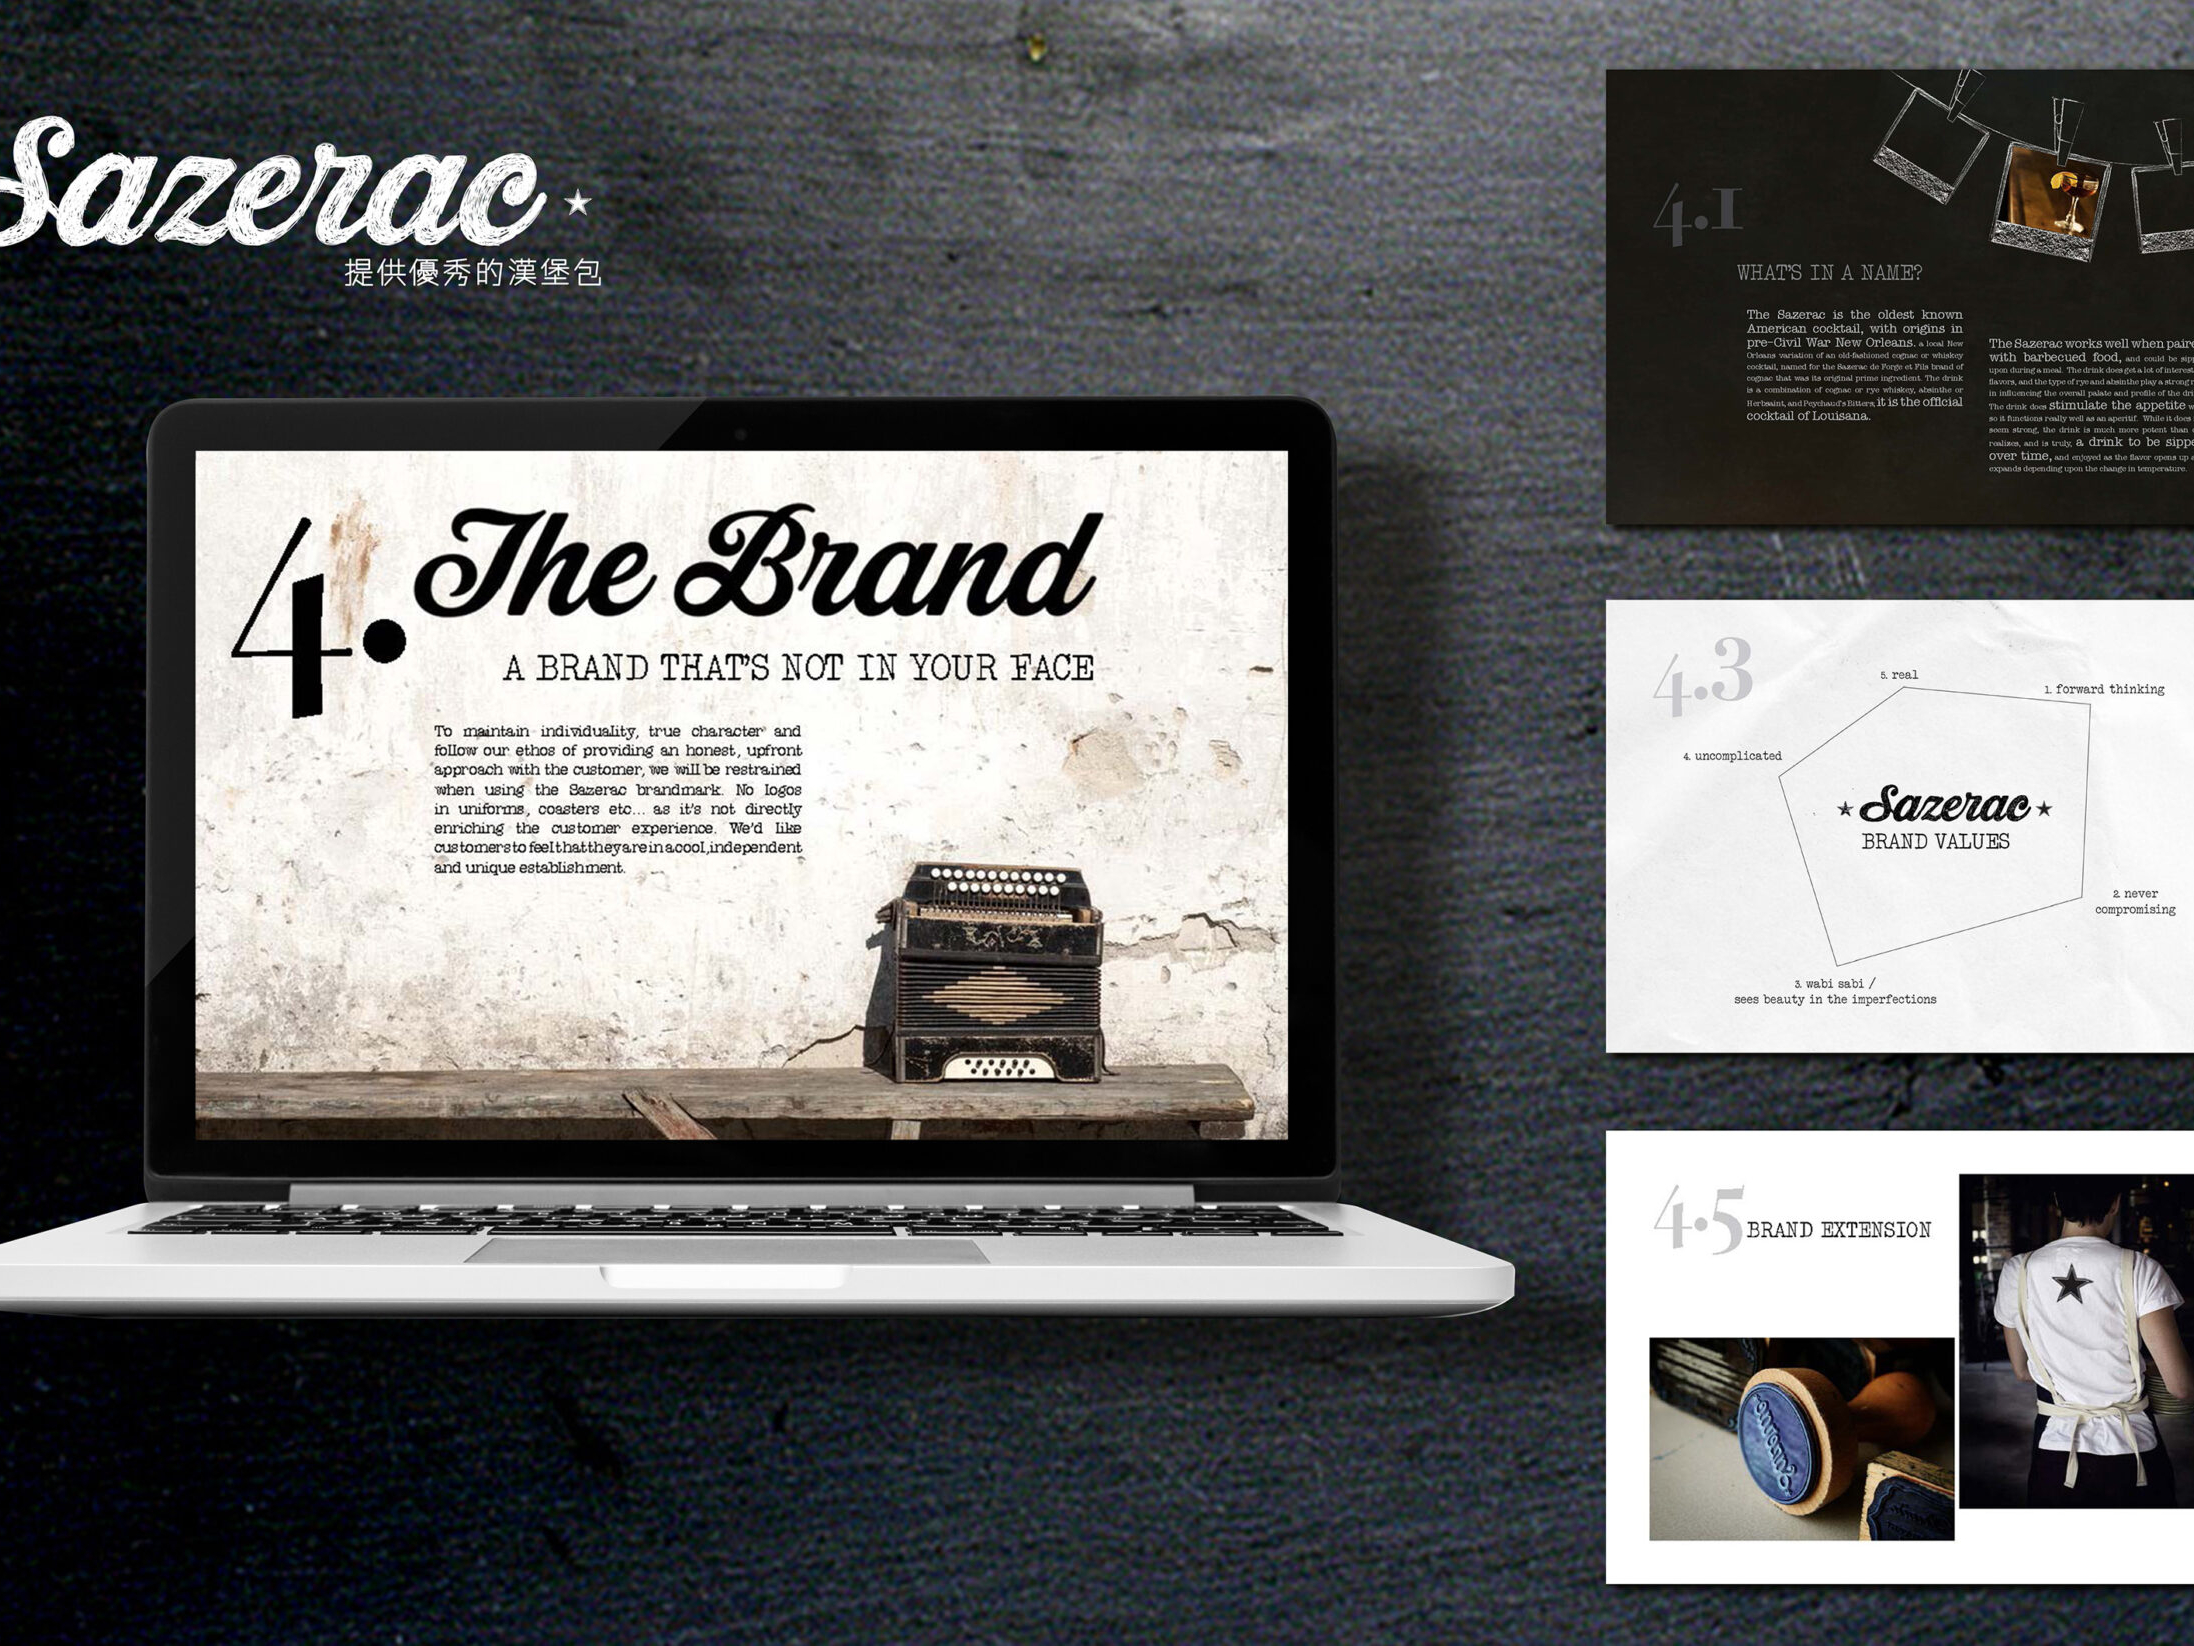 Sazerac
提供優秀的漢堡包
4. The Brand
A BRAND THAT'S NOT IN YOUR FACE
To maintain individuality, true character and
follow our ethos of providing an honest, upfront
approach with the customer, we will be restrained
when using the Sazerac brandmark. No logos
in uniforms, coasters etc... as it's not directly
enriching the customer experience. We'd like
customers to feel that they are in a cool, independent
and unique establishment.
4.1
WHAT'S IN A NAME?
The Sazerac is the oldest known
American cocktail, with origins in
pre-Civil War New Orleans. a local New
Orleans variation of an old-fashioned cognac or whiskey
cocktail, named for the Sazerac de Forge et Fils brand of
cognac that was its original prime ingredient. The drink
is a combination of cognac or rye whiskey, absinthe or
Herbsaint, and Peychaud's Bitters; it is the official
cocktail of Louisana.
The Sazerac works well when paire
with barbecued food, and could be sipp
upon during a meal. The drink does get a lot of interest
flavors, and the type of rye and absinthe play a strong r
in influencing the overall palate and profile of the dri
The drink does stimulate the appetite w
so it functions really well as an aperitif. While it does
seem strong, the drink is much more potent than
realizes, and is truly, a drink to be sippe
over time, and enjoyed as the flavor opens up a
expands depending upon the change in temperature.
4.3
5. real
1. forward thinking
4. uncomplicated
Sazerac
BRAND VALUES
2. never
compromising
3. wabi sabi /
sees beauty in the imperfections
4.5 BRAND EXTENSION